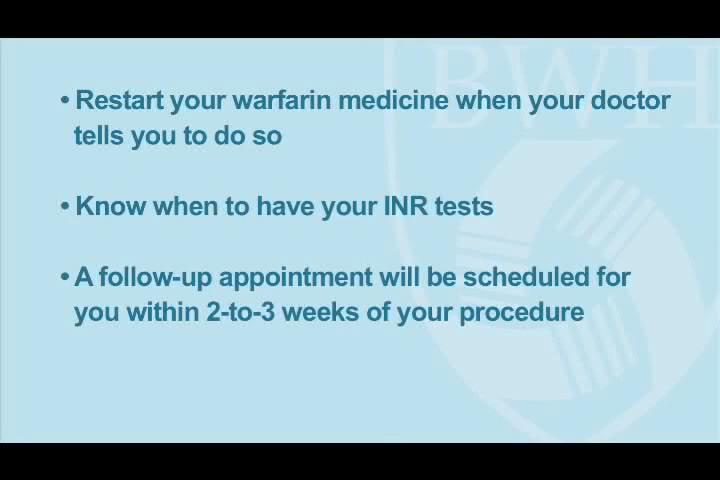 BWH
• Restart your warfarin medicine when your doctor
tells you to do so
• Know when to have your INR tests
• A follow-up appointment will be scheduled for
you within 2-to-3 weeks of your procedure